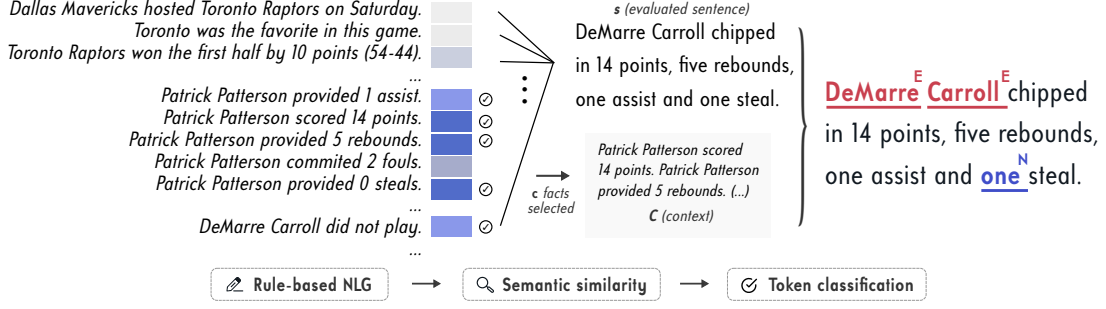 Dallas Mavericks hosted Toronto Raptors on Saturday.
Toronto was the favorite in this game.
Toronto Raptors won the first half by 10 points (54-44).
...
Patrick Patterson provided 1 assist.
Patrick Patterson scored 14 points.
Patrick Patterson provided 5 rebounds.
Patrick Patterson commited 2 fouls.
Patrick Patterson provided 0 steals.
...
DeMarre Carroll did not play.
...
s (evaluated sentence)
DeMarre Carroll chipped
in 14 points, five rebounds,
one assist and one steal.
c facts
selected
Patrick Patterson scored
14 points. Patrick Patterson
provided 5 rebounds. (...)
C (context)
DeMarre E Carroll E chipped
in 14 points, five rebounds,
one assist and one N steal.
Rule-based NLG
Semantic similarity
Token classification